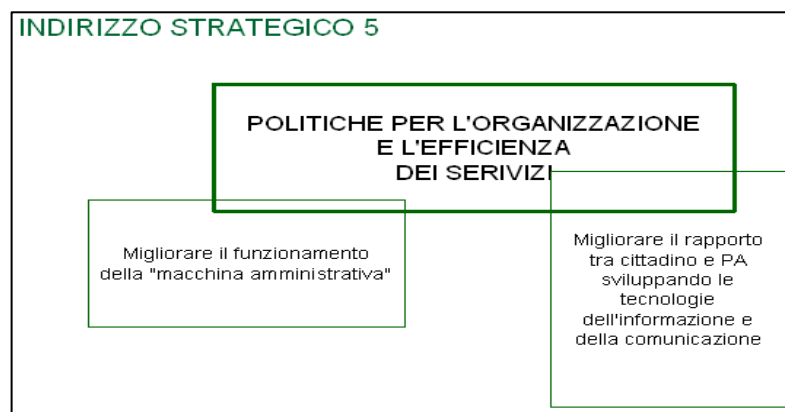 INDIRIZZO STRATEGICO 5
POLITICHE PER L'ORGANIZZAZIONE
E L'EFFICIENZA
DEI SERIVIZI
Migliorare il funzionamento
della "macchina amministrativa"
Migliorare il rapporto
tra cittadino e PA
sviluppando le
tecnologie
dell'informazione e
della comunicazione